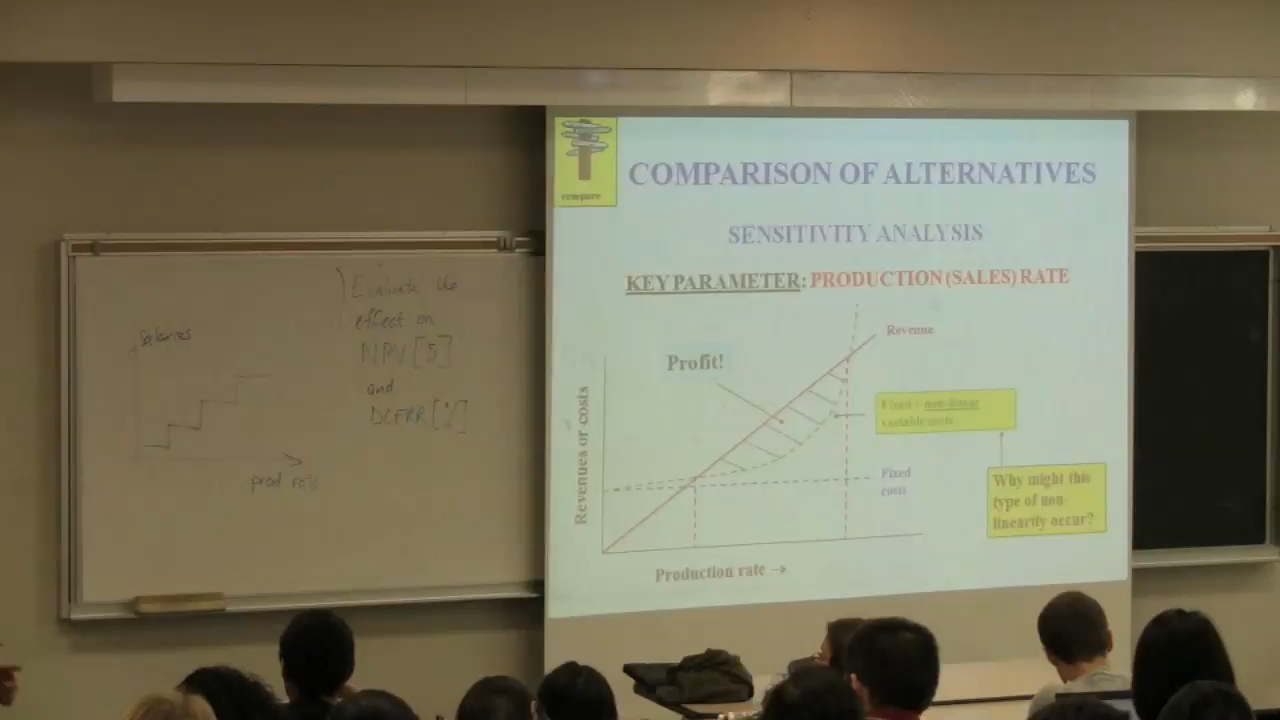 Salaries
prod rate
Evaluate the
effect on
NPV[5]
and
DCFRR[%]
compare
COMPARISON OF ALTERNATIVES
SENSITIVITY ANALYSIS
KEY PARAMETER: PRODUCTION (SALES) RATE
Revenue
Profit!
Revenues or costs
Fixed + non-linear
variable costs
Fixed
costs
Why might this
type of non-
linearity occur?
Production rate →